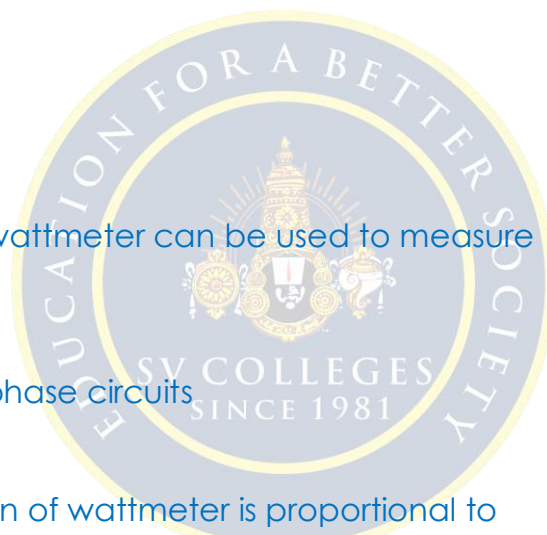 EDUCATION FOR A BETTER SOCIETY
wattmeter can be used to measure
SV COLLEGES
phase circuits
SINCE 1981
of wattmeter is proportional to